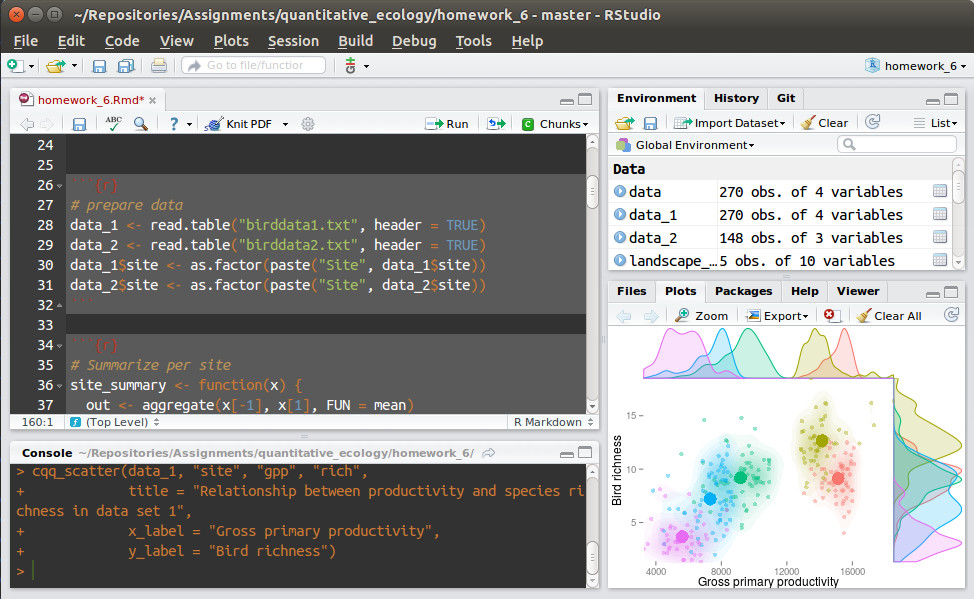 ~/Repositories/Assignments/quantitative_ecology/homework_6 - master - RStudio
File Edit Code View Plots Session Build Debug Tools Help
Go to file/function
homework_6
homework_6.Rmd*
ABC
Knit PDF
Run
Chunks
24
25
26 ```{r}
27 # prepare data
28 data_1 <- read.table("birddata1.txt", header = TRUE)
29 data_2 <- read.table("birddata2.txt", header = TRUE)
30 data_1$site <- as.factor(paste("Site", data_1$site))
31 data_2$site <- as.factor(paste("Site", data_2$site))
32 ```
33
34 ```{r}
35 # Summarize per site
36 site_summary <- function(x) {
37 out <- aggregate(x[-1], x[1], FUN = mean)
160:1 (Top Level) R Markdown
Console ~/Repositories/Assignments/quantitative_ecology/homework_6/
> cqq_scatter(data_1, "site", "gpp", "rich",
+ title = "Relationship between productivity and species ri
chness in data set 1",
+ x_label = "Gross primary productivity",
+ y_label = "Bird richness")
>
Environment History Git
Import Dataset Clear List
Global Environment
Data
data 270 obs. of 4 variables
data_1 270 obs. of 4 variables
data_2 148 obs. of 3 variables
landscape_… 5 obs. of 10 variables
Files Plots Packages Help Viewer
Zoom Export Clear All
Bird richness
15
10
5
4000 8000 12000 16000
Gross primary productivity